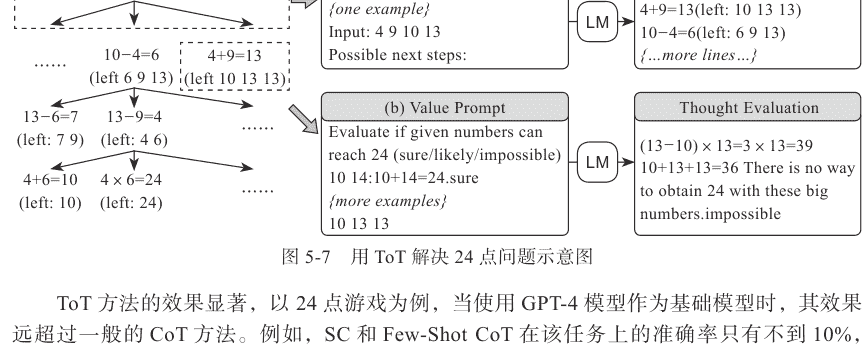 {one example}
Input: 4 9 10 13
Possible next steps:
LM
4+9=13(left: 10 13 13)
10−4=6(left: 6 9 13)
{…more lines…}
…… 10−4=6 4+9=13
(left 6 9 13) (left 10 13 13)
13−6=7 13−9=4 ……
(left: 7 9) (left: 4 6)
4+6=10 4 × 6=24 ……
(left: 10) (left: 24)
(b) Value Prompt
Evaluate if given numbers can
reach 24 (sure/likely/impossible)
10 14:10+14=24.sure
{more examples}
10 13 13
LM
Thought Evaluation
(13−10) × 13=3 × 13=39
10+13+13=36 There is no way
to obtain 24 with these big
numbers.impossible
图 5-7 用 ToT 解决 24 点问题示意图
ToT 方法的效果显著，以 24 点游戏为例，当使用 GPT-4 模型作为基础模型时，其效果
远超过一般的 CoT 方法。例如，SC 和 Few-Shot CoT 在该任务上的准确率只有不到 10%，